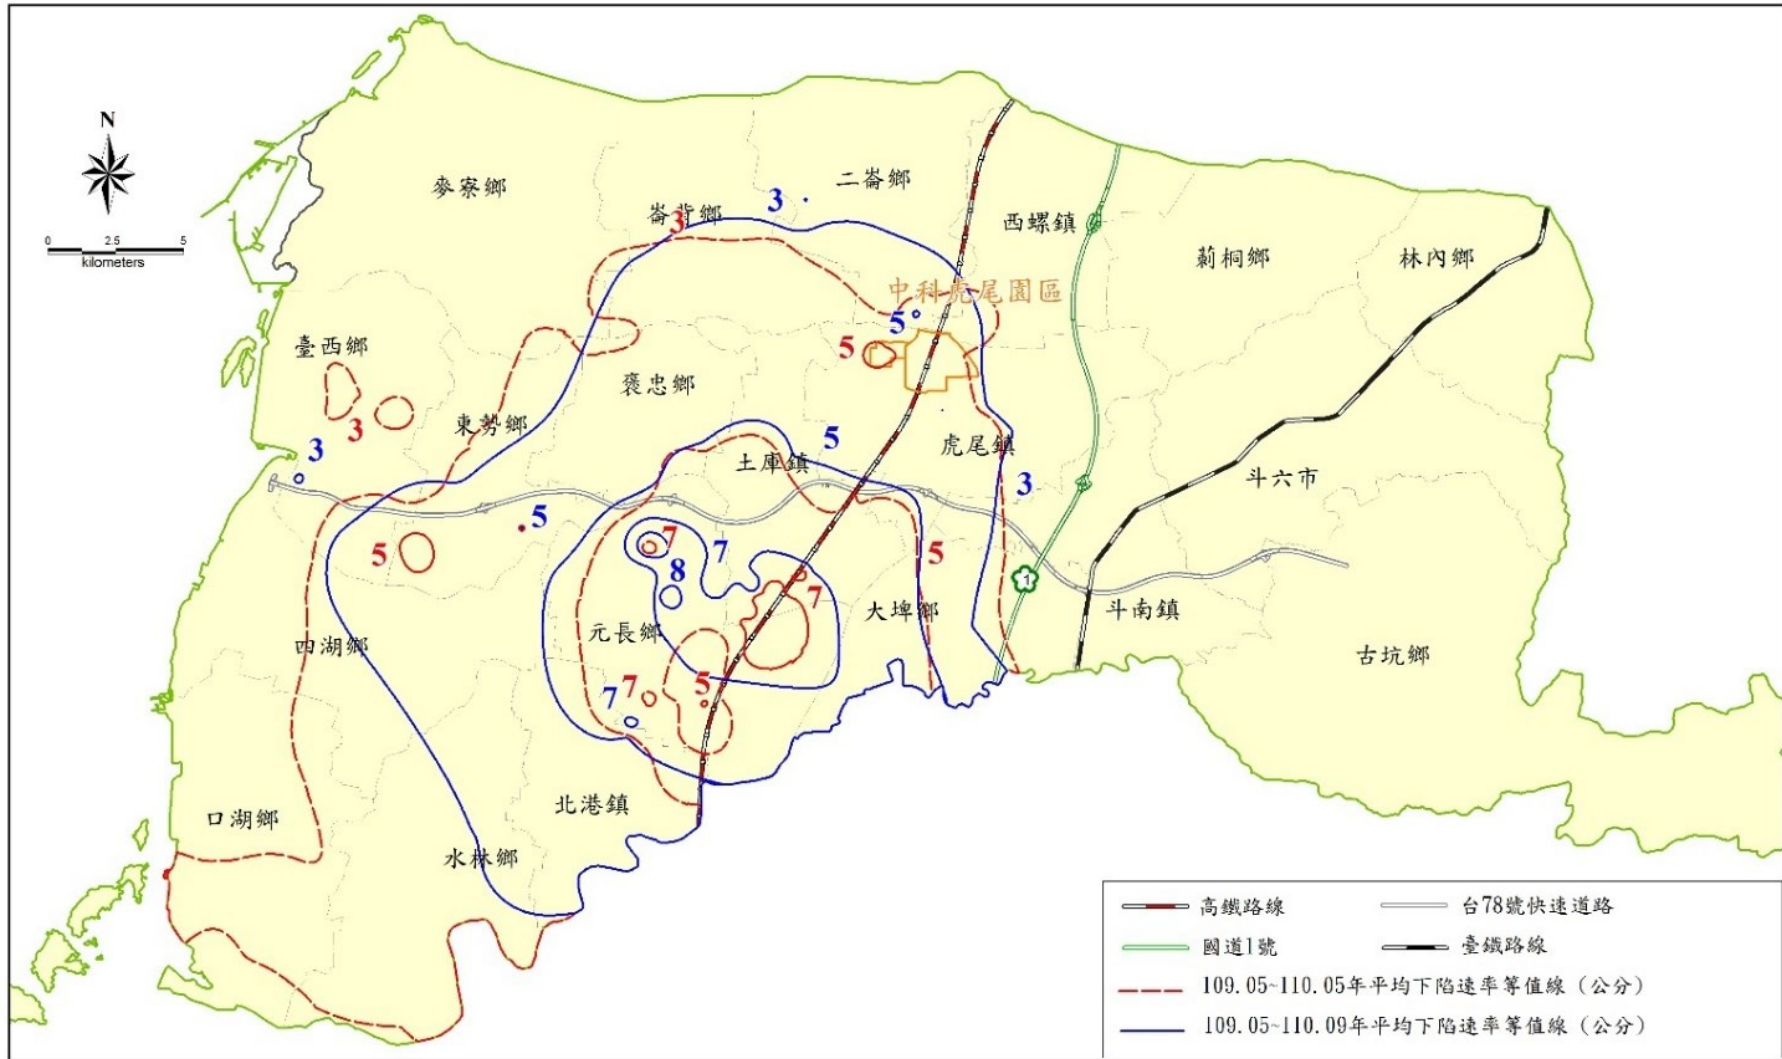 N
0 2.5 5
kilometers
麥寮鄉
崙背鄉
3
3
二崙鄉
西螺鎮
莿桐鄉
林內鄉
中科虎尾園區
5
5
臺西鄉
3
3
東勢鄉
褒忠鄉
土庫鎮
5
虎尾鎮
3
斗六市
5
5
7
7
8
7
5
大埤鄉
斗南鎮
古坑鄉
1
四湖鄉
元長鄉
7
7
5
口湖鄉
水林鄉
北港鎮
高鐵路線
台78號快速道路
國道1號
臺鐵路線
109.05~110.05年平均下陷速率等值線（公分）
109.05~110.09年平均下陷速率等值線（公分）